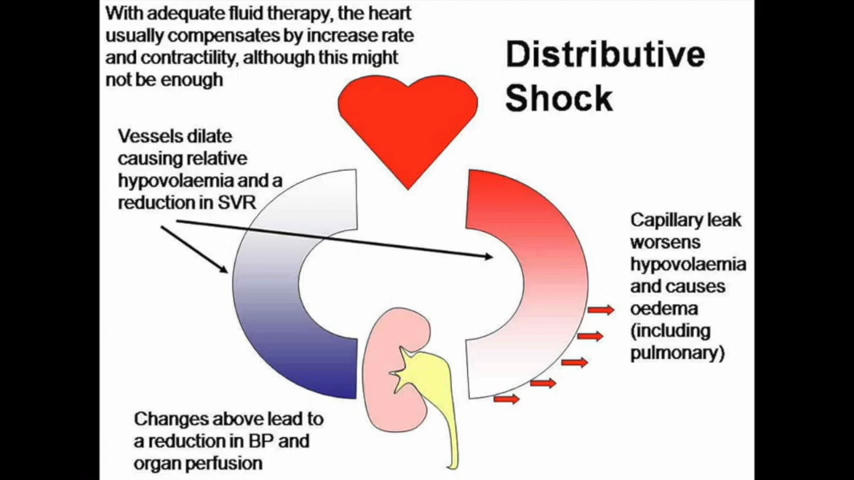 With adequate fluid therapy, the heart
usually compensates by increase rate
and contractility, although this might
not be enough
Distributive
Shock
Vessels dilate
causing relative
hypovolaemia and a
reduction in SVR
Capillary leak
worsens
hypovolaemia
and causes
oedema
(including
pulmonary)
Changes above lead to
a reduction in BP and
organ perfusion